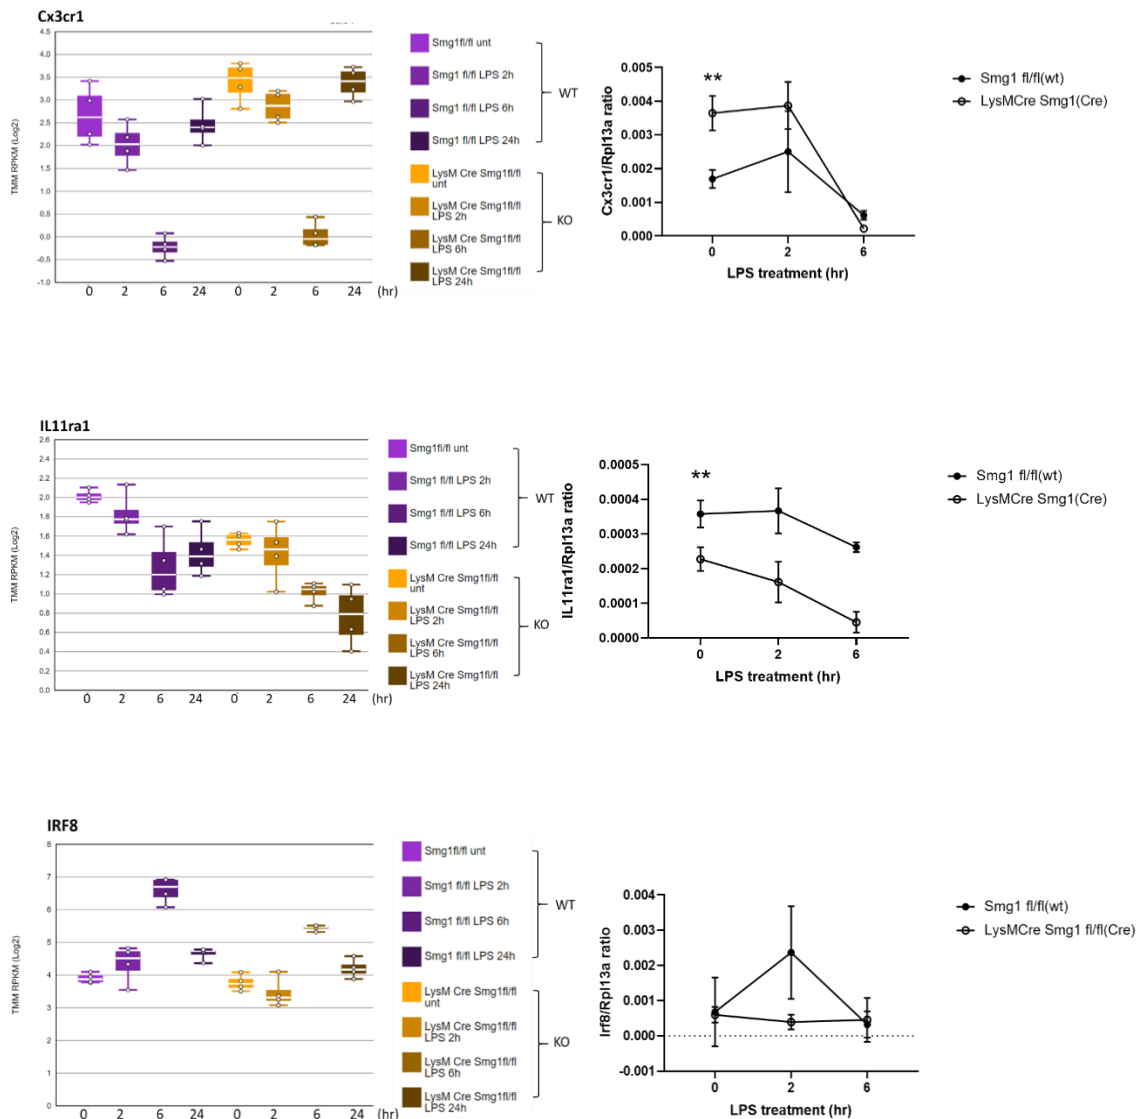 Cx3cr1
4.5
4.0
3.5
3.0
2.5
2.0
1.5
1.0
0.5
0.0
-0.5
-1.0
TMM RPKM (Log2)
0 2 6 24 0 2 6 24 (hr)
Smg1fl/fl unt
Smg1 fl/fl LPS 2h
Smg1 fl/fl LPS 6h
Smg1 fl/fl LPS 24h
WT
LysM Cre Smg1fl/fl
unt
LysM Cre Smg1fl/fl
LPS 2h
LysM Cre Smg1fl/fl
LPS 6h
LysM Cre Smg1fl/fl
LPS 24h
KO
0.005
0.004
0.003
0.002
0.001
0.000
**
Cx3cr1/Rpl13a ratio
0 2 6
LPS treatment (hr)
Smg1 fl/fl(wt)
LysMCre Smg1(Cre)
IL11ra1
2.6
2.4
2.2
2.0
1.8
1.6
1.4
1.2
1.0
0.8
0.6
0.4
0.2
0.0
TMM RPKM (Log2)
0 2 6 24 0 2 6 24 (hr)
Smg1fl/fl unt
Smg1 fl/fl LPS 2h
Smg1 fl/fl LPS 6h
Smg1 fl/fl LPS 24h
WT
LysM Cre Smg1fl/fl
unt
LysM Cre Smg1fl/fl
LPS 2h
LysM Cre Smg1fl/fl
LPS 6h
LysM Cre Smg1fl/fl
LPS 24h
KO
0.0005
0.0004
0.0003
0.0002
0.0001
0.0000
**
IL11ra1/Rpl13a ratio
0 2 6
LPS treatment (hr)
Smg1 fl/fl(wt)
LysMCre Smg1(Cre)
IRF8
8
7
6
5
4
3
2
1
0
TMM RPKM (Log2)
0 2 6 24 0 2 6 24 (hr)
Smg1fl/fl unt
Smg1 fl/fl LPS 2h
Smg1 fl/fl LPS 6h
Smg1 fl/fl LPS 24h
WT
LysM Cre Smg1fl/fl
unt
LysM Cre Smg1fl/fl
LPS 2h
LysM Cre Smg1fl/fl
LPS 6h
LysM Cre Smg1fl/fl
LPS 24h
KO
0.004
0.003
0.002
0.001
0.000
-0.001
Irf8/Rpl13a ratio
0 2 6
LPS treatment (hr)
Smg1 fl/fl(wt)
LysMCre Smg1 fl/fl(Cre)